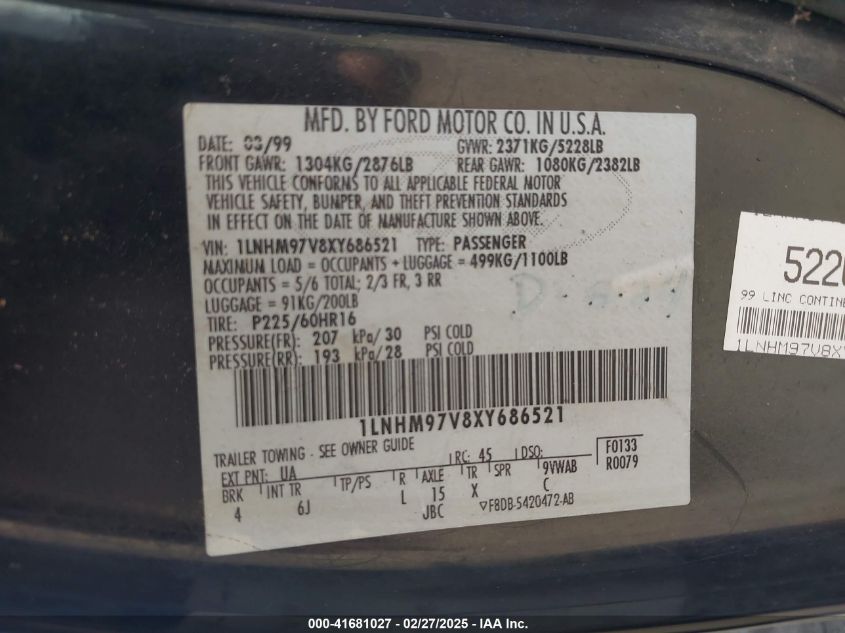 MFD. BY FORD MOTOR CO. IN U.S.A.
DATE: 03/99 GVWR: 2371KG/5228LB
FRONT GAWR: 1304KG/2876LB REAR GAWR: 1080KG/2382LB
THIS VEHICLE CONFORMS TO ALL APPLICABLE FEDERAL MOTOR
VEHICLE SAFETY, BUMPER, AND THEFT PREVENTION STANDARDS
IN EFFECT ON THE DATE OF MANUFACTURE SHOWN ABOVE.
VIN: 1LNHM97V8XY686521 TYPE: PASSENGER
MAXIMUM LOAD = OCCUPANTS + LUGGAGE = 499KG/1100LB
OCCUPANTS = 5/6 TOTAL; 2/3 FR, 3 RR
LUGGAGE = 91KG/200LB
TIRE: P225/60HR16
PRESSURE(FR): 207 kPa/30 PSI COLD
PRESSURE(RR): 193 kPa/28 PSI COLD
1LNHM97V8XY686521
TRAILER TOWING - SEE OWNER GUIDE
EXT PNT: UA RC: 45 DSO: F0133
BRK INT TR TP/PS R AXLE TR SPR 9VWAB R0079
4 6J L 15 X C
JBC ▽F8DB-5420472-AB
5220
99 LINC CONTINE
1LNHM97V8XY
000-41681027 - 02/27/2025 - IAA Inc.